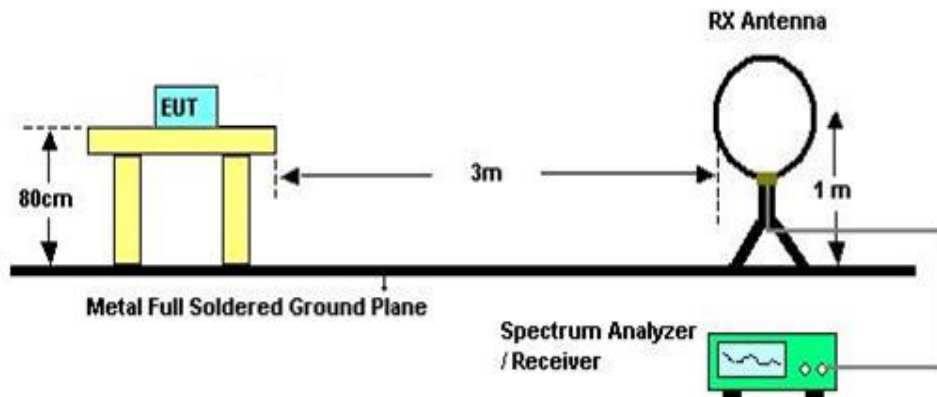 RX Antenna
EUT
3m
80cm
1 m
Metal Full Soldered Ground Plane
Spectrum Analyzer
/ Receiver